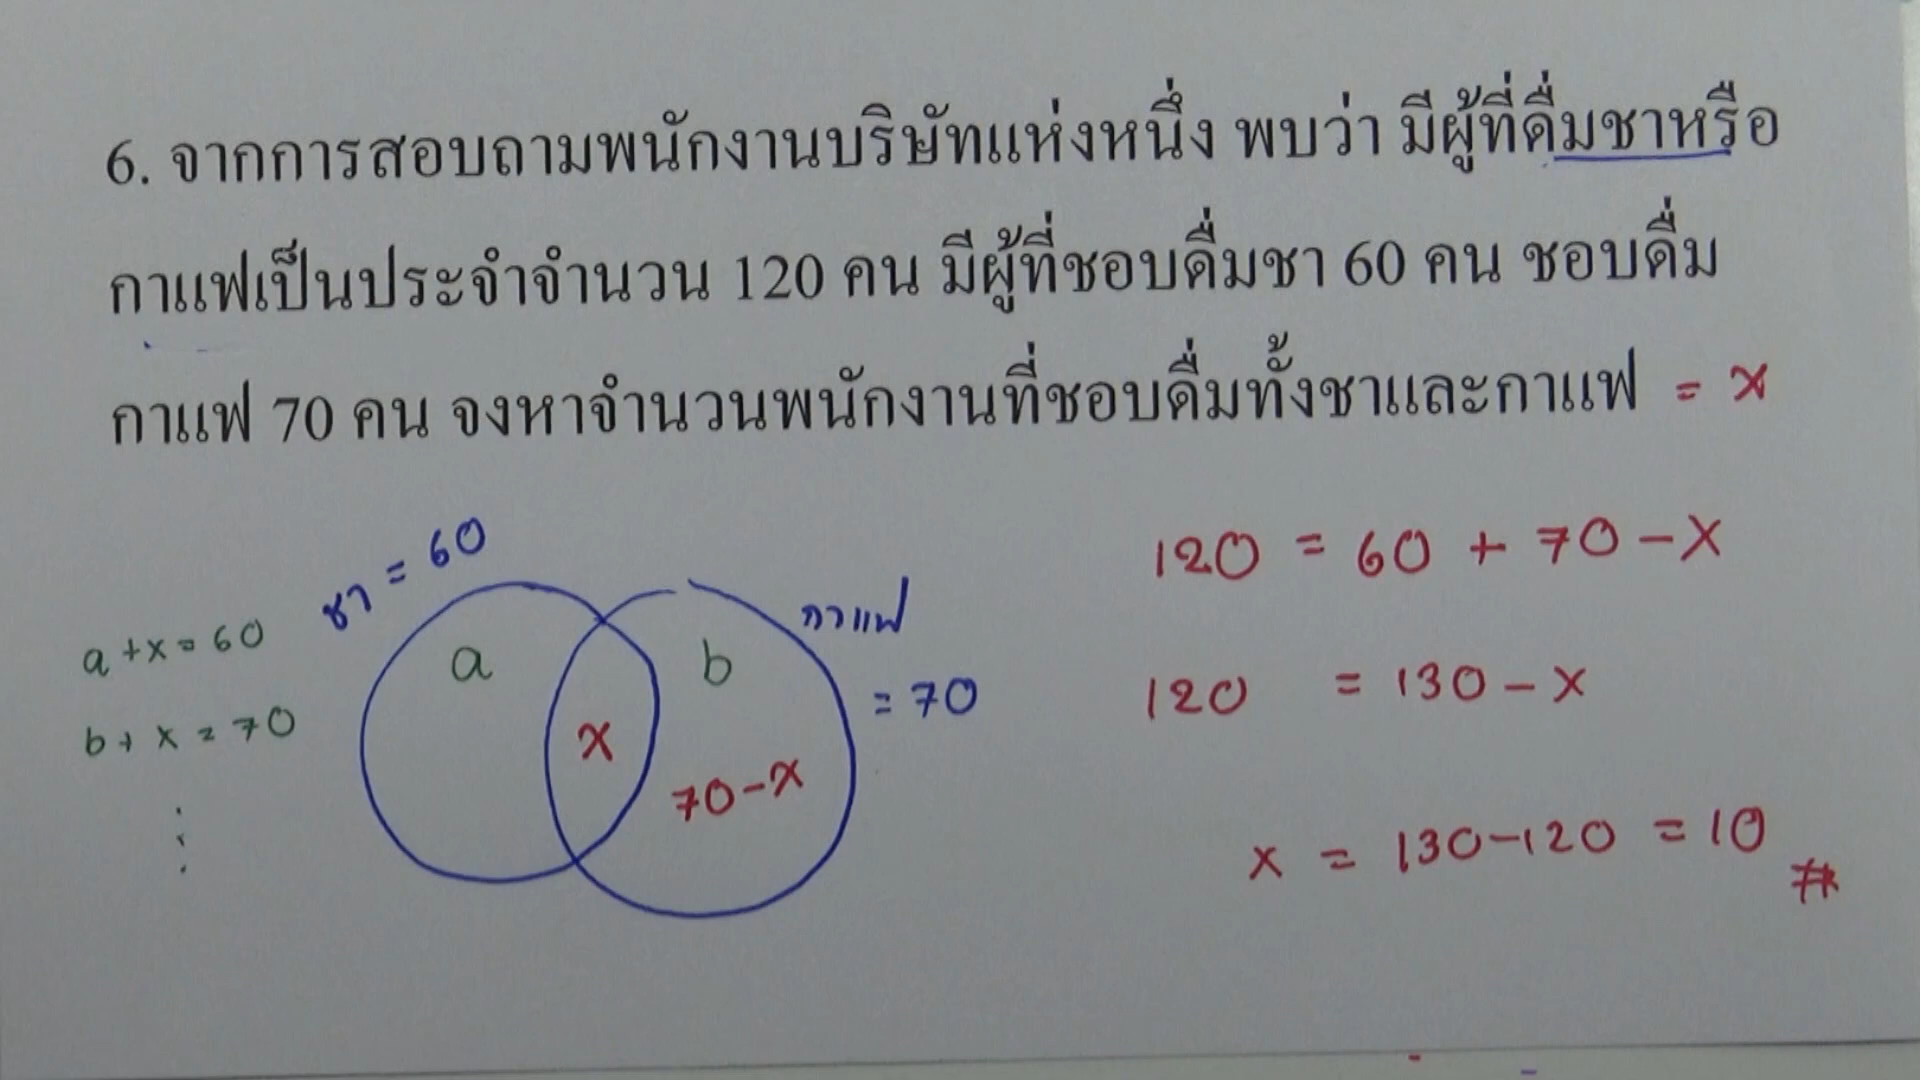 6. จากการสอบถามพนักงานบริษัทแห่งหนึ่ง พบว่า มีผู้ที่ดื่มชาหรือ
กาแฟเป็นประจำจำนวน 120 คน มีผู้ที่ชอบดื่มชา 60 คน ชอบดื่ม
กาแฟ 70 คน จงหาจำนวนพนักงานที่ชอบดื่มทั้งชาและกาแฟ = x
ชา = 60
กาแฟ
= 70
a + x = 60
b + x = 70
⋮
a
b
x
70 - x
120 = 60 + 70 - x
120 = 130 - x
x = 130 - 120 = 10 #